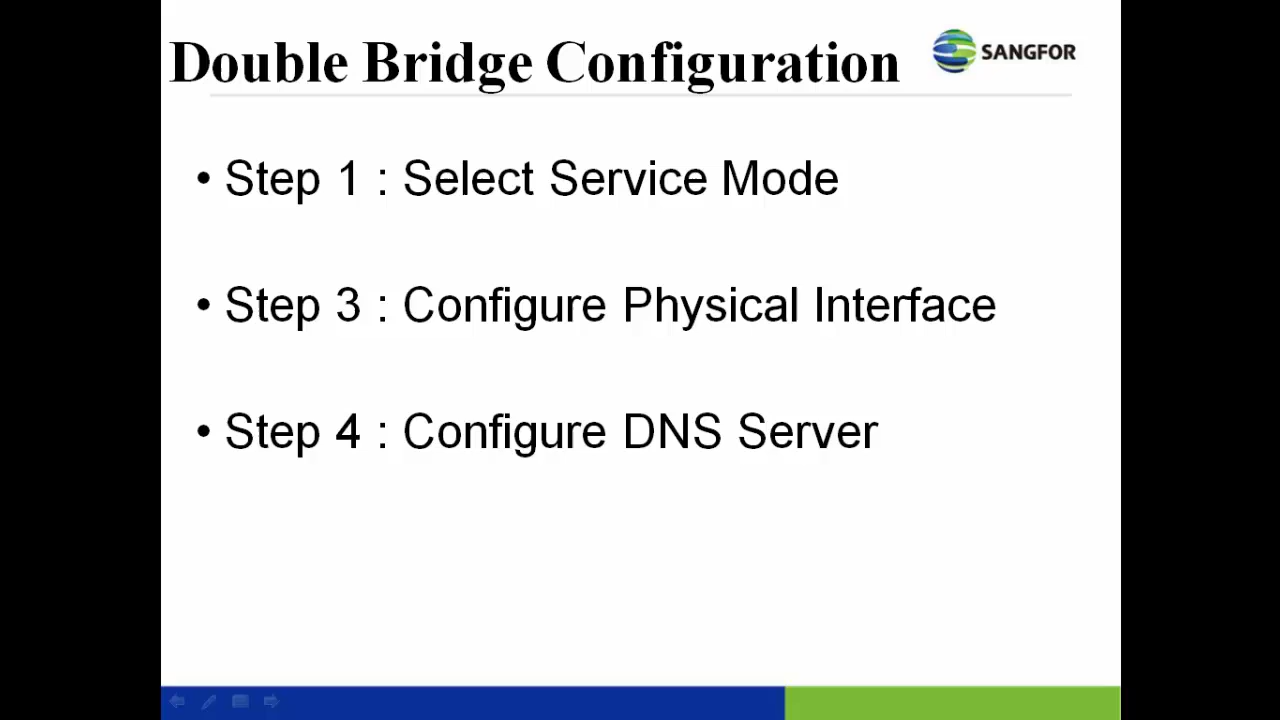 Double Bridge Configuration
SANGFOR
• Step 1 : Select Service Mode
• Step 3 : Configure Physical Interface
• Step 4 : Configure DNS Server